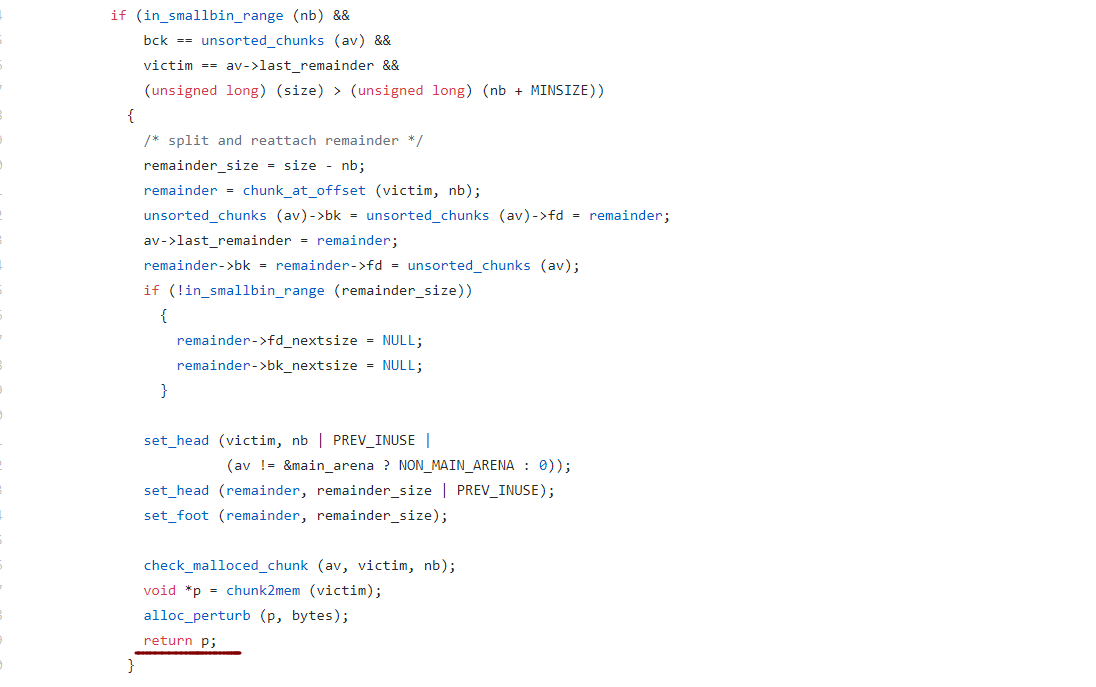 if (in_smallbin_range (nb) &&
bck == unsorted_chunks (av) &&
victim == av->last_remainder &&
(unsigned long) (size) > (unsigned long) (nb + MINSIZE))
{
/* split and reattach remainder */
remainder_size = size - nb;
remainder = chunk_at_offset (victim, nb);
unsorted_chunks (av)->bk = unsorted_chunks (av)->fd = remainder;
av->last_remainder = remainder;
remainder->bk = remainder->fd = unsorted_chunks (av);
if (!in_smallbin_range (remainder_size))
{
remainder->fd_nextsize = NULL;
remainder->bk_nextsize = NULL;
}
set_head (victim, nb | PREV_INUSE |
(av != &main_arena ? NON_MAIN_ARENA : 0));
set_head (remainder, remainder_size | PREV_INUSE);
set_foot (remainder, remainder_size);
check_malloced_chunk (av, victim, nb);
void *p = chunk2mem (victim);
alloc_perturb (p, bytes);
return p;
}